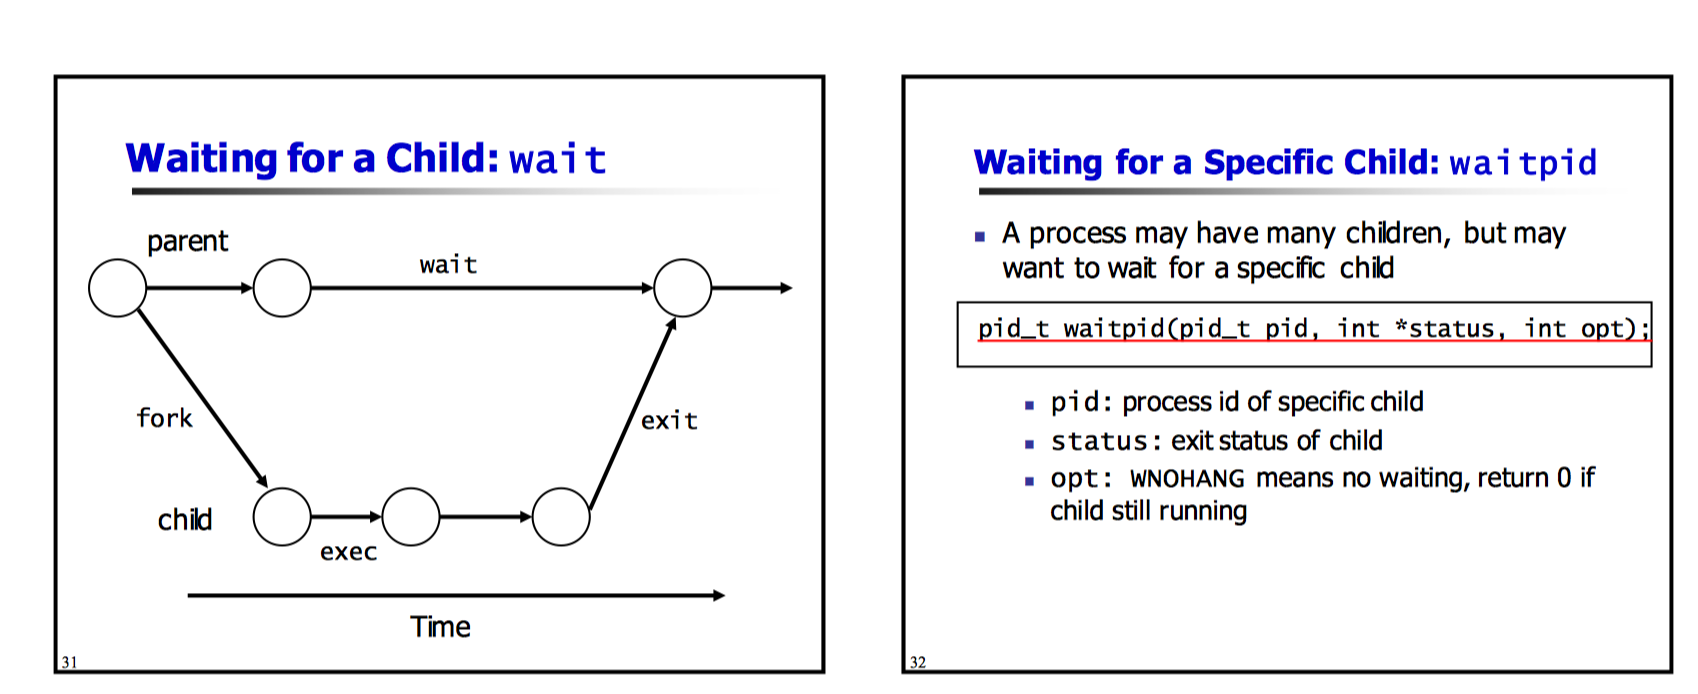 Waiting for a Child: wait
parent
wait
fork
exit
child
exec
Time
31
Waiting for a Specific Child: waitpid
A process may have many children, but may
want to wait for a specific child
pid_t waitpid(pid_t pid, int *status, int opt);
pid: process id of specific child
status: exit status of child
opt: WNOHANG means no waiting, return 0 if
child still running
32